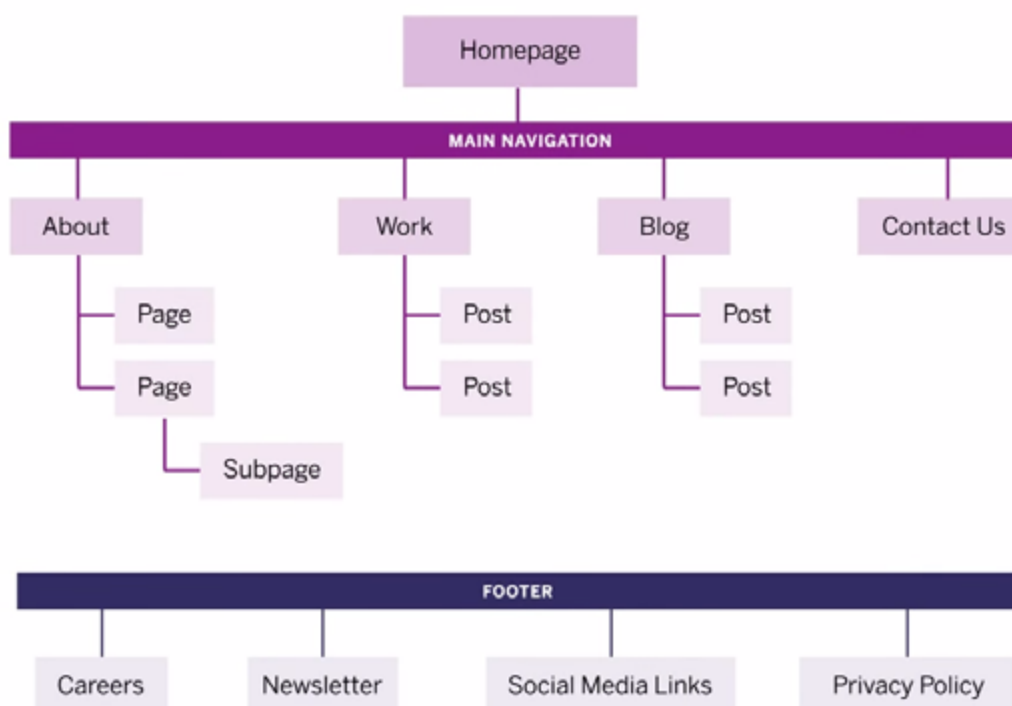 Homepage
MAIN NAVIGATION
About Work Blog Contact Us
Page Post Post
Page Post Post
Subpage
FOOTER
Careers Newsletter Social Media Links Privacy Policy